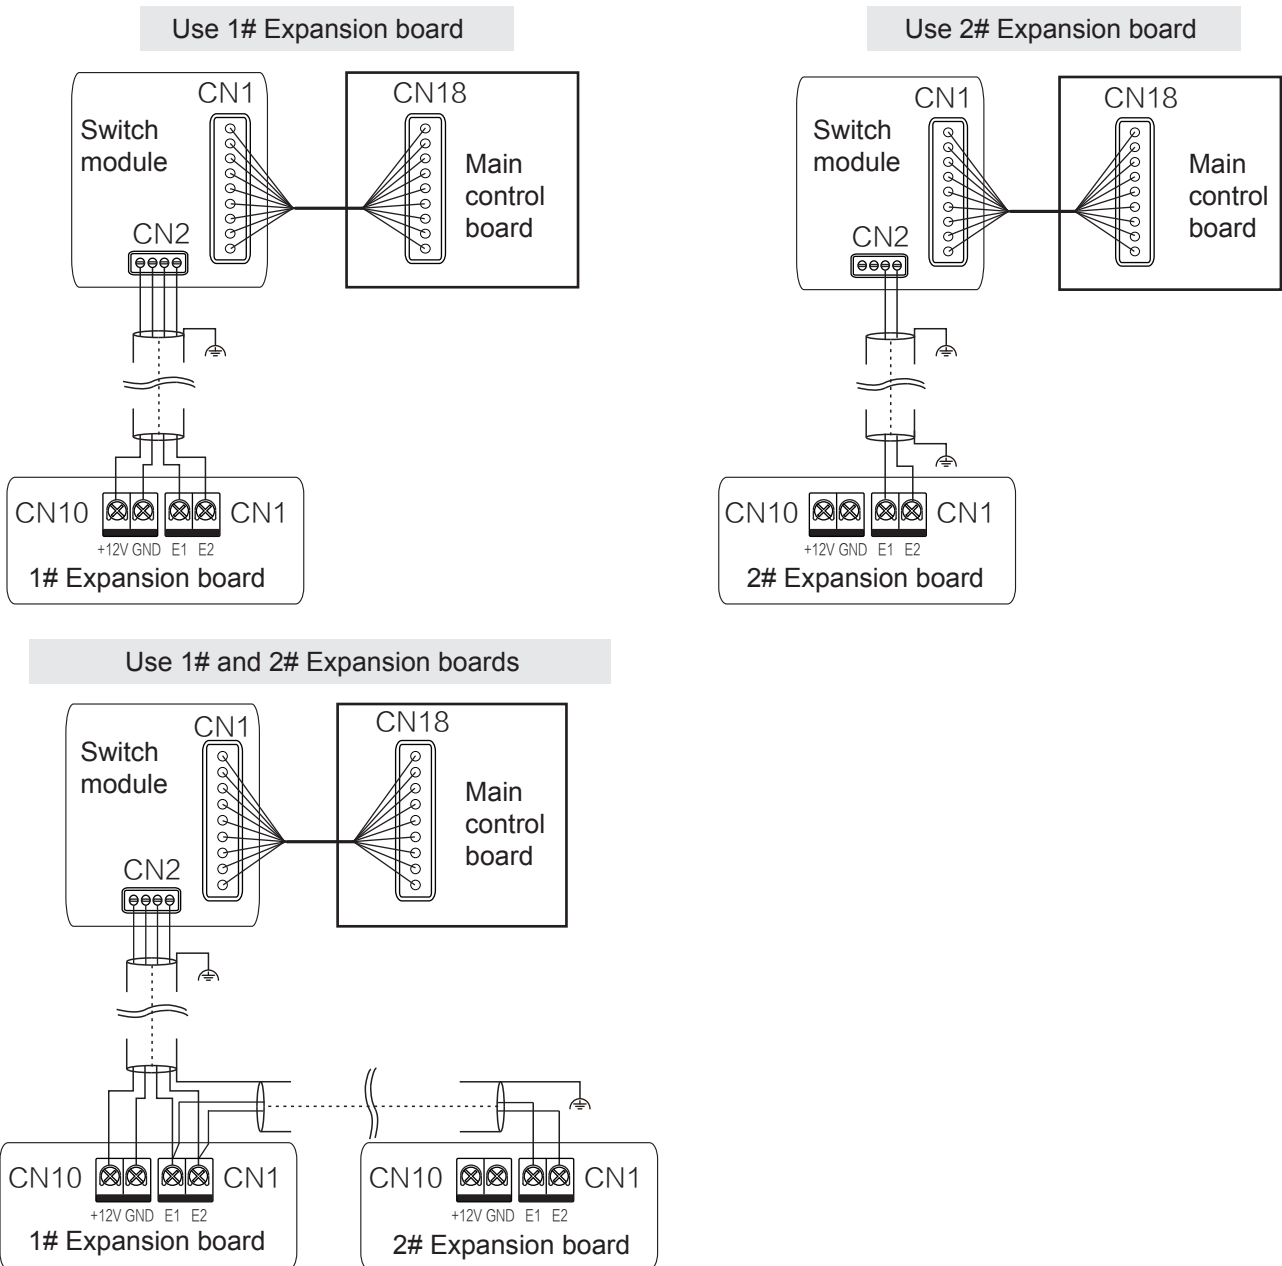 Use 1# Expansion board
CN1
CN18
Switch
module
Main
control
board
CN2
CN10
CN1
+12V GND E1 E2
1# Expansion board
Use 2# Expansion board
CN1
CN18
Switch
module
Main
control
board
CN2
CN10
CN1
+12V GND E1 E2
2# Expansion board
Use 1# and 2# Expansion boards
CN1
CN18
Switch
module
Main
control
board
CN2
CN10
CN1
+12V GND E1 E2
1# Expansion board
CN10
CN1
+12V GND E1 E2
2# Expansion board